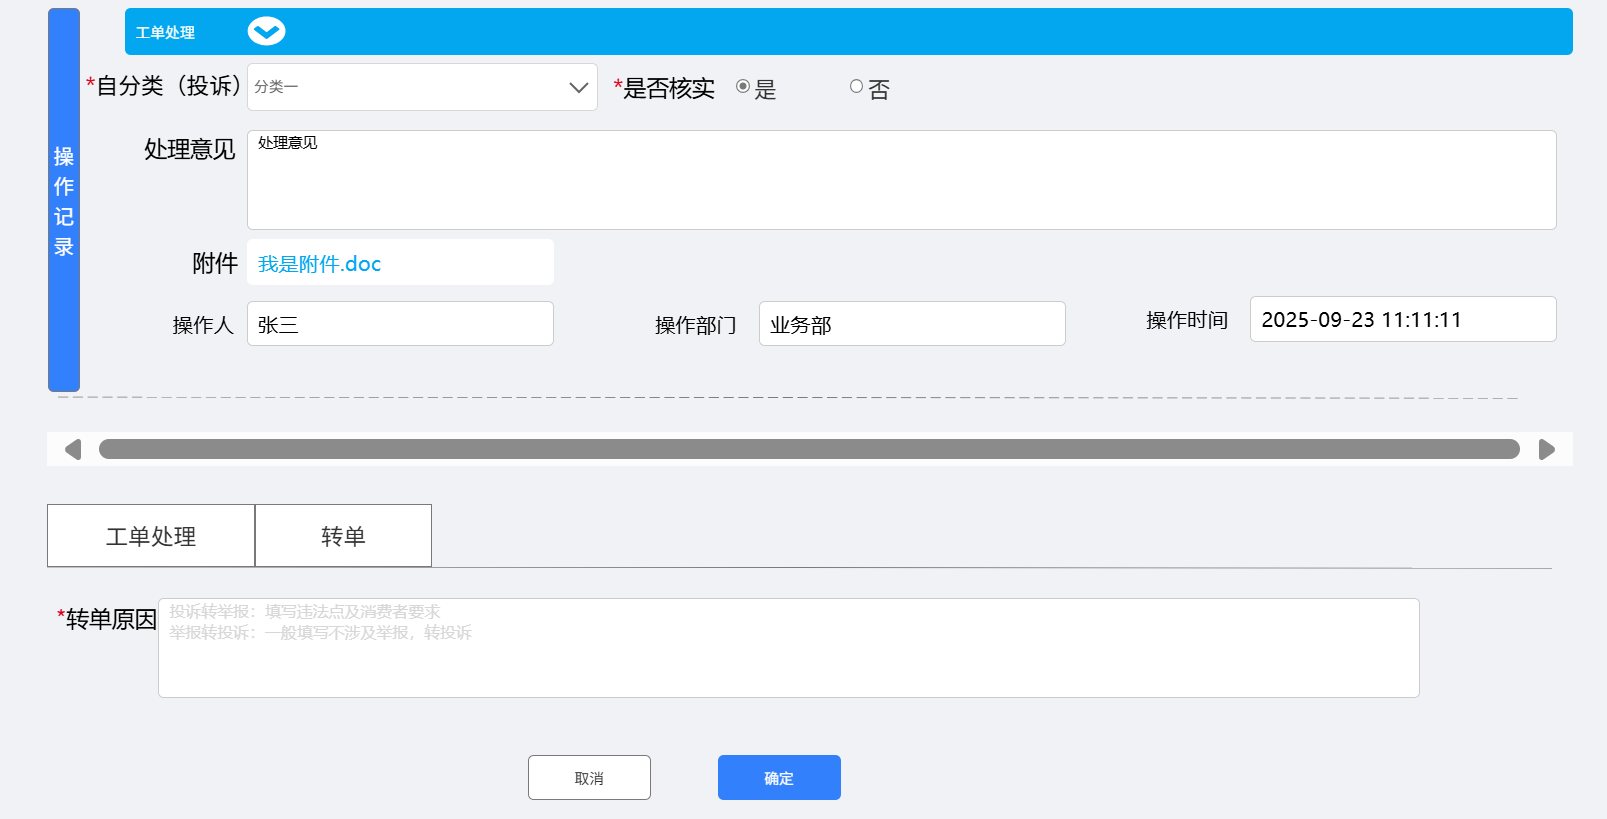 操作记录
工单处理
*自分类（投诉） 分类一 *是否核实 是 否
处理意见 处理意见
附件 我是附件.doc
操作人 张三 操作部门 业务部 操作时间 2025-09-23 11:11:11
工单处理 转单
*转单原因 投诉转举报：填写违法点及消费者要求
举报转投诉：一般填写不涉及举报，转投诉
取消 确定